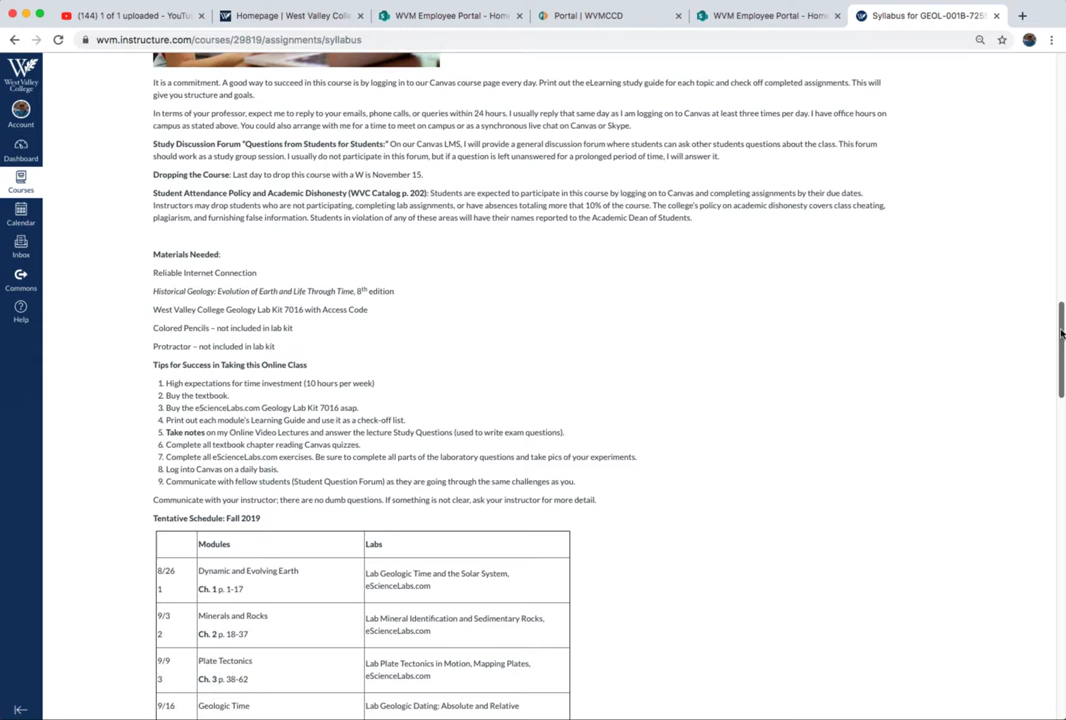 (144) 1 of 1 uploaded - YouTu
Homepage | West Valley Colle
WVM Employee Portal - Home
Portal | WVMCCD
WVM Employee Portal - Home
Syllabus for GEOL-001B-7255
wvm.instructure.com/courses/29819/assignments/syllabus
West Valley College
Account
Dashboard
Courses
Calendar
Inbox
Commons
Help
It is a commitment. A good way to succeed in this course is by logging in to our Canvas course page every day. Print out the eLearning study guide for each topic and check off completed assignments. This will
give you structure and goals.
In terms of your professor, expect me to reply to your emails, phone calls, or queries within 24 hours. I usually reply that same day as I am logging on to Canvas at least three times per day. I have office hours on
campus as stated above. You could also arrange with me for a time to meet on campus or as a synchronous live chat on Canvas or Skype.
Study Discussion Forum "Questions from Students for Students:" On our Canvas LMS, I will provide a general discussion forum where students can ask other students questions about the class. This forum
should work as a study group session. I usually do not participate in this forum, but if a question is left unanswered for a prolonged period of time, I will answer it.
Dropping the Course: Last day to drop this course with a W is November 15.
Student Attendance Policy and Academic Dishonesty (WVC Catalog p. 202): Students are expected to participate in this course by logging on to Canvas and completing assignments by their due dates.
Instructors may drop students who are not participating, completing lab assignments, or have absences totaling more that 10% of the course. The college's policy on academic dishonesty covers class cheating,
plagiarism, and furnishing false information. Students in violation of any of these areas will have their names reported to the Academic Dean of Students.
Materials Needed:
Reliable Internet Connection
Historical Geology: Evolution of Earth and Life Through Time, 8th edition
West Valley College Geology Lab Kit 7016 with Access Code
Colored Pencils – not included in lab kit
Protractor – not included in lab kit
Tips for Success in Taking this Online Class
1. High expectations for time investment (10 hours per week)
2. Buy the textbook.
3. Buy the eScienceLabs.com Geology Lab Kit 7016 asap.
4. Print out each module's Learning Guide and use it as a check-off list.
5. Take notes on my Online Video Lectures and answer the lecture Study Questions (used to write exam questions).
6. Complete all textbook chapter reading Canvas quizzes.
7. Complete all eScienceLabs.com exercises. Be sure to complete all parts of the laboratory questions and take pics of your experiments.
8. Log into Canvas on a daily basis.
9. Communicate with fellow students (Student Question Forum) as they are going through the same challenges as you.
Communicate with your instructor; there are no dumb questions. If something is not clear, ask your instructor for more detail.
Tentative Schedule: Fall 2019
Modules Labs
8/26 Dynamic and Evolving Earth Lab Geologic Time and the Solar System,
1 Ch. 1 p. 1-17 eScienceLabs.com
9/3 Minerals and Rocks Lab Mineral Identification and Sedimentary Rocks,
2 Ch. 2 p. 18-37 eScienceLabs.com
9/9 Plate Tectonics Lab Plate Tectonics in Motion, Mapping Plates,
3 Ch. 3 p. 38-62 eScienceLabs.com
9/16 Geologic Time Lab Geologic Dating: Absolute and Relative